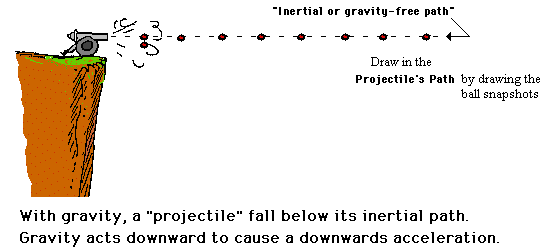 "Inertial or gravity-free path"
Draw in the
Projectile's Path by drawing the
ball snapshots
With gravity, a "projectile" fall below its inertial path.
Gravity acts downward to cause a downwards acceleration.